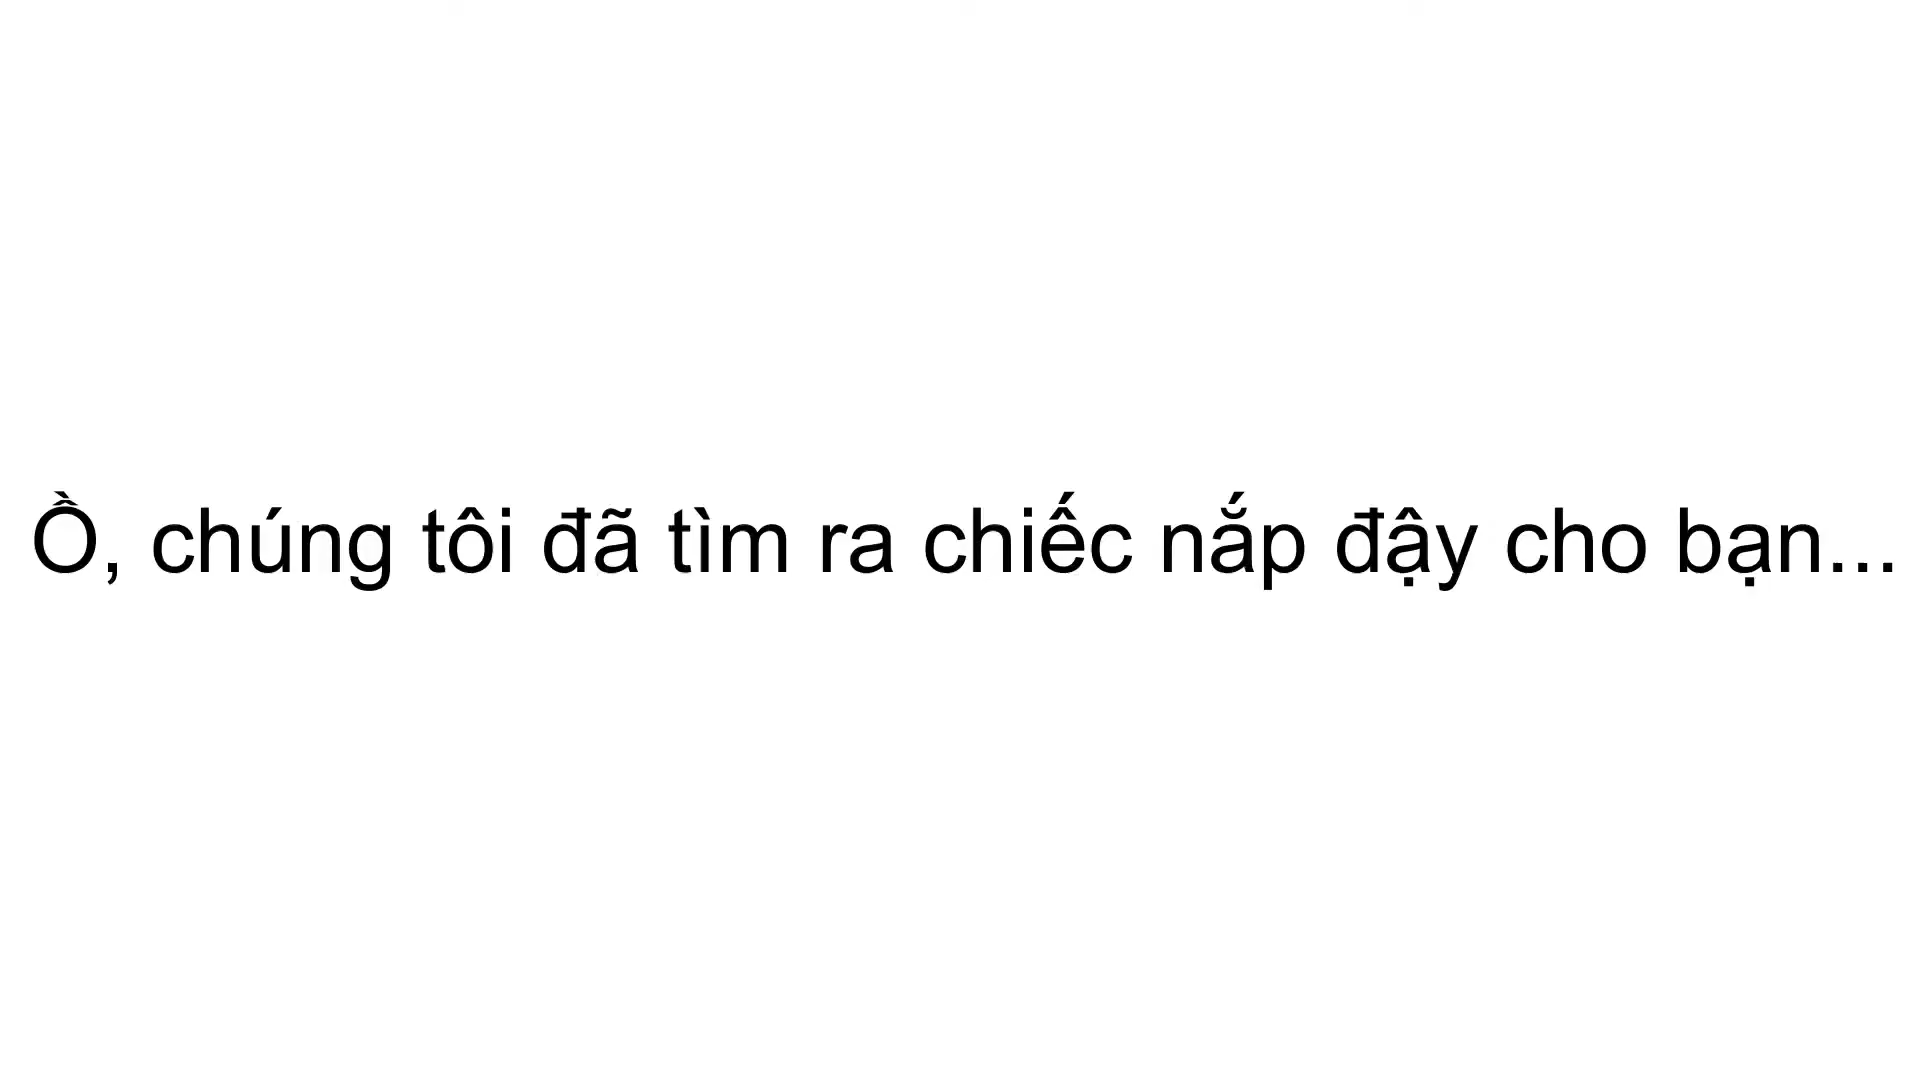 Ồ, chúng tôi đã tìm ra chiếc nắp đậy cho bạn...